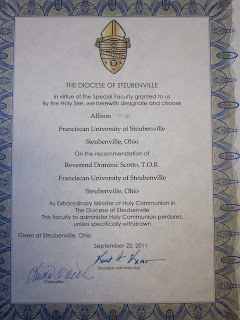 THE DIOCESE OF STEUBENVILLE
In virtue of the Special Faculty granted to us
By the Holy See, we herewith designate and choose
Allison
Franciscan University of Steubenville
Steubenville, Ohio
On the recommendation of
Reverend Dominic Scotto, T.O.R.
Franciscan University of Steubenville
Steubenville, Ohio
As Extraordinary Minister of Holy Communion in
The Diocese of Steubenville
This faculty to administer Holy Communion perdures,
unless specifically withdrawn
Given at Steubenville, Ohio
September 22, 2011
Chancellor
Diocesan Administrator